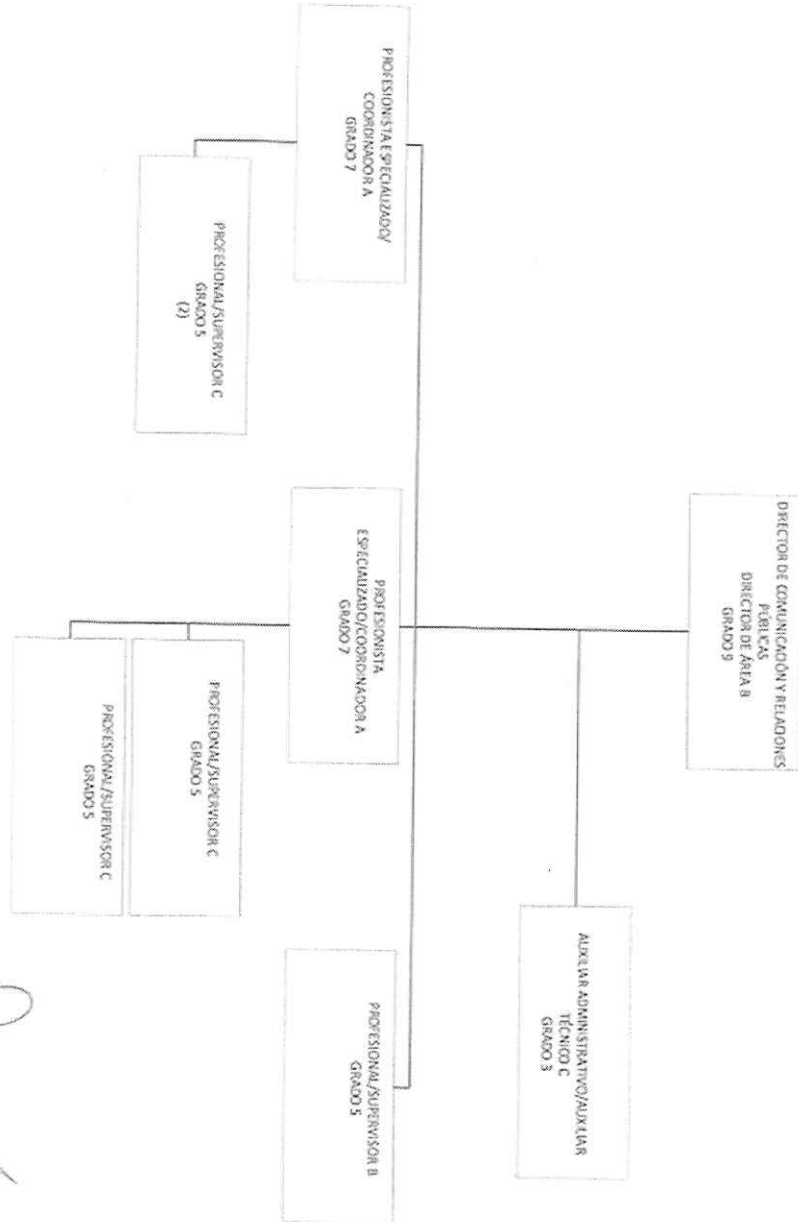 DIRECTOR DE COMUNICACIÓN Y RELACIONES
PÚBLICAS
DIRECTOR DE ÁREA B
GRADO 9
AUXILIAR ADMINISTRATIVO/AUXILIAR
TÉCNICO C
GRADO 3
PROFESIONISTA ESPECIALIZADO/
COORDINADOR A
GRADO 7
PROFESIONISTA
ESPECIALIZADO/COORDINADOR A
GRADO 7
PROFESIONAL/SUPERVISOR B
GRADO 5
PROFESIONAL/SUPERVISOR C
GRADO 5
(2)
PROFESIONAL/SUPERVISOR C
GRADO 5
PROFESIONAL/SUPERVISOR C
GRADO 5